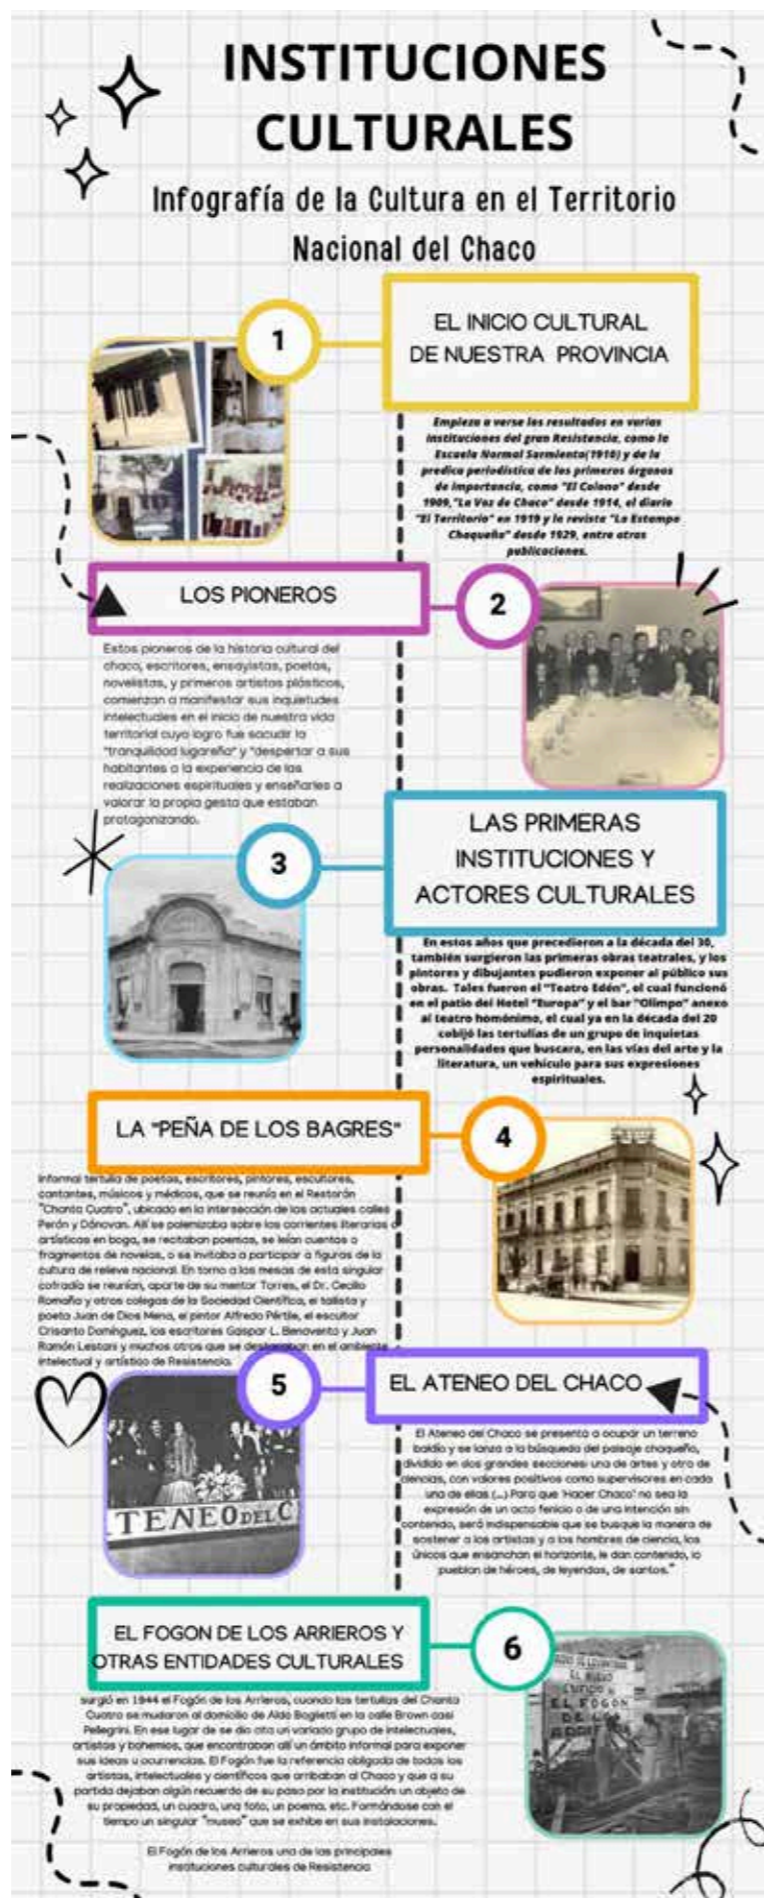 INSTITUCIONES
CULTURALES
Infografía de la Cultura en el Territorio
Nacional del Chaco
1
EL INICIO CULTURAL
DE NUESTRA PROVINCIA
Empieza a verse los resultados en varias
instituciones del gran Resistencia, como la
Escuela Normal Sarmiento(1910) y de la
predica periodística de los primeros órganos
de importancia, como "El Colono" desde
1909,"La Voz de Chaco" desde 1914, el diario
"El Territorio" en 1919 y la revista "La Estampa
Chaqueña" desde 1929, entre otras
publicaciones.
LOS PIONEROS
2
Estos pioneros de la historia cultural del
chaco, escritores, ensayistas, poetas,
novelistas, y primeros artistas plásticos,
comienzan a manifestar sus inquietudes
intelectuales en el inicio de nuestra vida
territorial cuyo logro fue sacudir la
"tranquilidad lugareña" y "despertar a sus
habitantes a la experiencia de las
realizaciones espirituales y enseñarles a
valorar la propia gesta que estaban
protagonizando.
3
LAS PRIMERAS
INSTITUCIONES Y
ACTORES CULTURALES
En estos años que precedieron a la década del 30,
también surgieron las primeras obras teatrales, y los
pintores y dibujantes pudieron exponer al público sus
obras. Tales fueron el "Teatro Edén", el cual funcionó
en el patio del Hotel "Europa" y el bar "Olimpo" anexo
al teatro homónimo, el cual ya en la década del 20
cobijó las tertulias de un grupo de inquietas
personalidades que buscara, en las vías del arte y la
literatura, un vehículo para sus expresiones
espirituales.
LA "PEÑA DE LOS BAGRES"
4
Informal tertulia de poetas, escritores, pintores, escultores,
cantantes, músicos y médicos, que se reunía en el Restorán
"Chanta Cuatro", ubicado en la intersección de las actuales calles
Perón y Dónovan. Allí se polemizaba sobre las corrientes literarias o
artísticas en boga, se recitaban poemas, se leían cuentos o
fragmentos de novelas, o se invitaba a participar a figuras de la
cultura de relieve nacional. En torno a las mesas de esta singular
cofradía se reunían, aparte de su mentor Torres, el Dr. Cecilio
Romaña y otros colegas de la Sociedad Científica, el tallista y
poeta Juan de Dios Mena, el pintor Alfredo Pértile, el escultor
Crisanto Domínguez, los escritores Gaspar L. Benavento y Juan
Ramón Lestani y muchos otros que se destacaban en el ambiente
intelectual y artístico de Resistencia.
5
EL ATENEO DEL CHACO
TENEO DEL C
El Ateneo del Chaco se presenta a ocupar un terreno
baldío y se lanza a la búsqueda del paisaje chaqueño,
dividido en dos grandes secciones: una de artes y otra de
ciencias, con valores positivos como supervisores en cada
una de ellas (...) Para que 'Hacer Chaco' no sea la
expresión de un acto fenicio o de una intención sin
contenido, será indispensable que se busque la manera de
sostener a los artistas y a los hombres de ciencia, los
únicos que ensanchan el horizonte, le dan contenido, lo
pueblan de héroes, de leyendas, de santos."
EL FOGON DE LOS ARRIEROS Y
OTRAS ENTIDADES CULTURALES
6
EL NUEVO
EL FOGON
DE LOS
surgió en 1944 el Fogón de los Arrieros, cuando las tertulias del Chanta
Cuatro se mudaron al domicilio de Aldo Boglietti en la calle Brown casi
Pellegrini. En ese lugar de se dio cita un variado grupo de intelectuales,
artistas y bohemios, que encontraban allí un ámbito informal para exponer
sus ideas u ocurrencias. El Fogón fue la referencia obligada de todos los
artistas, intelectuales y científicos que arribaban al Chaco y que a su
partida dejaban algún recuerdo de su paso por la institución un objeto de
su propiedad, un cuadro, una foto, un poema, etc. Formándose con el
tiempo un singular "museo" que se exhibe en sus instalaciones.
El Fogón de los Arrieros una de las principales
instituciones culturales de Resistencia